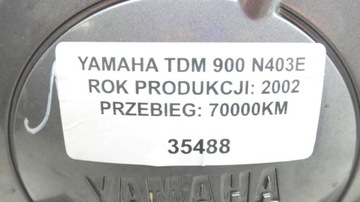 YAMAHA TDM 900 N403E
ROK PRODUKCJI: 2002
PRZEBIEG: 70000KM
35488
YAMAHA